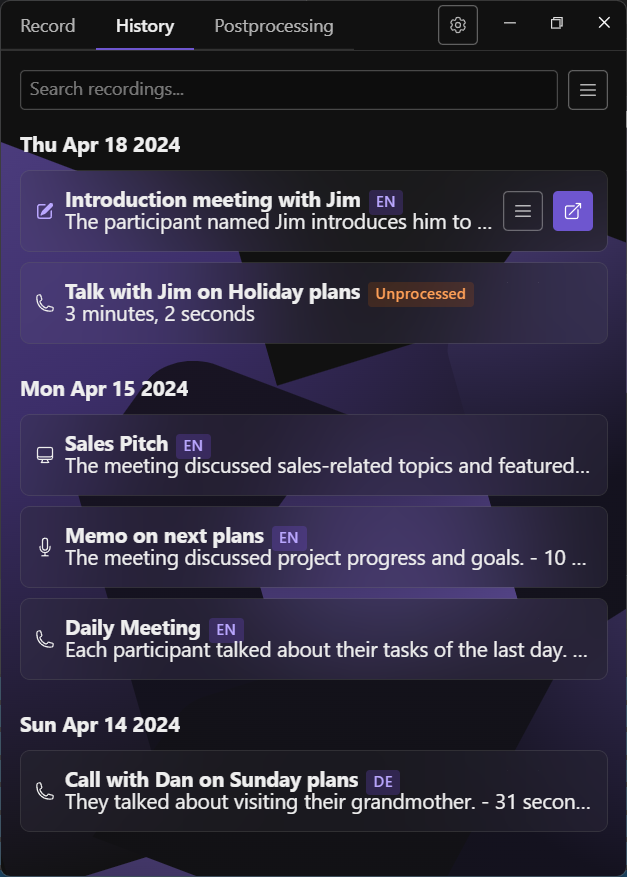 Record History Postprocessing
Search recordings...
Thu Apr 18 2024
Introduction meeting with Jim EN
The participant named Jim introduces him to ...
Talk with Jim on Holiday plans Unprocessed
3 minutes, 2 seconds
Mon Apr 15 2024
Sales Pitch EN
The meeting discussed sales-related topics and featured...
Memo on next plans EN
The meeting discussed project progress and goals. - 10 ...
Daily Meeting EN
Each participant talked about their tasks of the last day. ...
Sun Apr 14 2024
Call with Dan on Sunday plans DE
They talked about visiting their grandmother. - 31 secon...